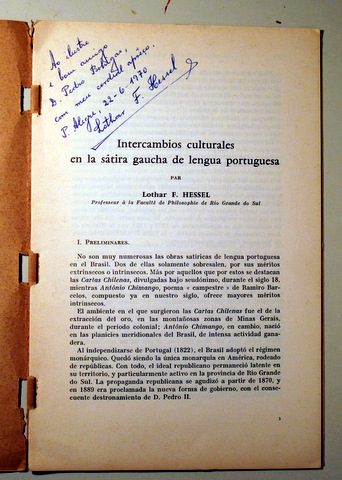 Ao ilustre
e bom amigo
D. Pedro Bohigas,
com meu cordial apreço.
P. Alegre, 22-6-1970
Lothar F. Hessel
Intercambios culturales
en la sátira gaucha de lengua portuguesa
POR
Lothar F. HESSEL
Professeur à la Faculté de Philosophie de Rio Grande do Sul
I. PRELIMINARES.
No son muy numerosas las obras satíricas de lengua portuguesa
en el Brasil. Dos de ellas solamente sobresalen, por sus méritos
extrínsecos o intrínsecos. Más por aquellos que por estos se destacan
las Cartas Chilenas, divulgadas bajo seudónimo, durante el siglo 18,
mientras Antônio Chimango, poema « campestre » de Ramiro Bar-
celos, compuesto ya en nuestro siglo, ofrece mayores méritos
intrínsecos.
El ambiente en el que surgieron las Cartas Chilenas fue el de la
extracción del oro, en las montañosas zonas de Minas Gerais,
durante el período colonial; Antônio Chimango, en cambio, nació
en las planicies meridionales del Brasil, de intensa actividad gana-
dera.
Al independizarse de Portugal (1822), el Brasil adoptó el régimen
monárquico. Quedó siendo la única monarquía en América, rodeado
de repúblicas. Con todo, el ideal republicano permaneció latente en
su territorio, y particularmente activo en la provincia de Río Grande
do Sul. La propaganda republicana se agudizó a partir de 1870, y
en 1889 era proclamada la nueva forma de gobierno, con el conse-
cuente destronamiento de D. Pedro II.
3